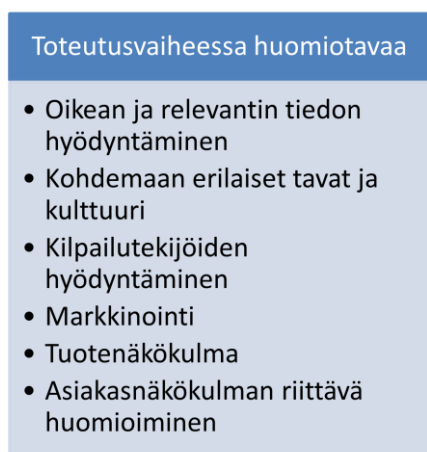 Toteutusvaiheessa huomiotavaa
• Oikean ja relevantin tiedon
hyödyntäminen
• Kohdemaan erilaiset tavat ja
kulttuuri
• Kilpailutekijöiden
hyödyntäminen
• Markkinointi
• Tuotenäkökulma
• Asiakasnäkökulman riittävä
huomioiminen